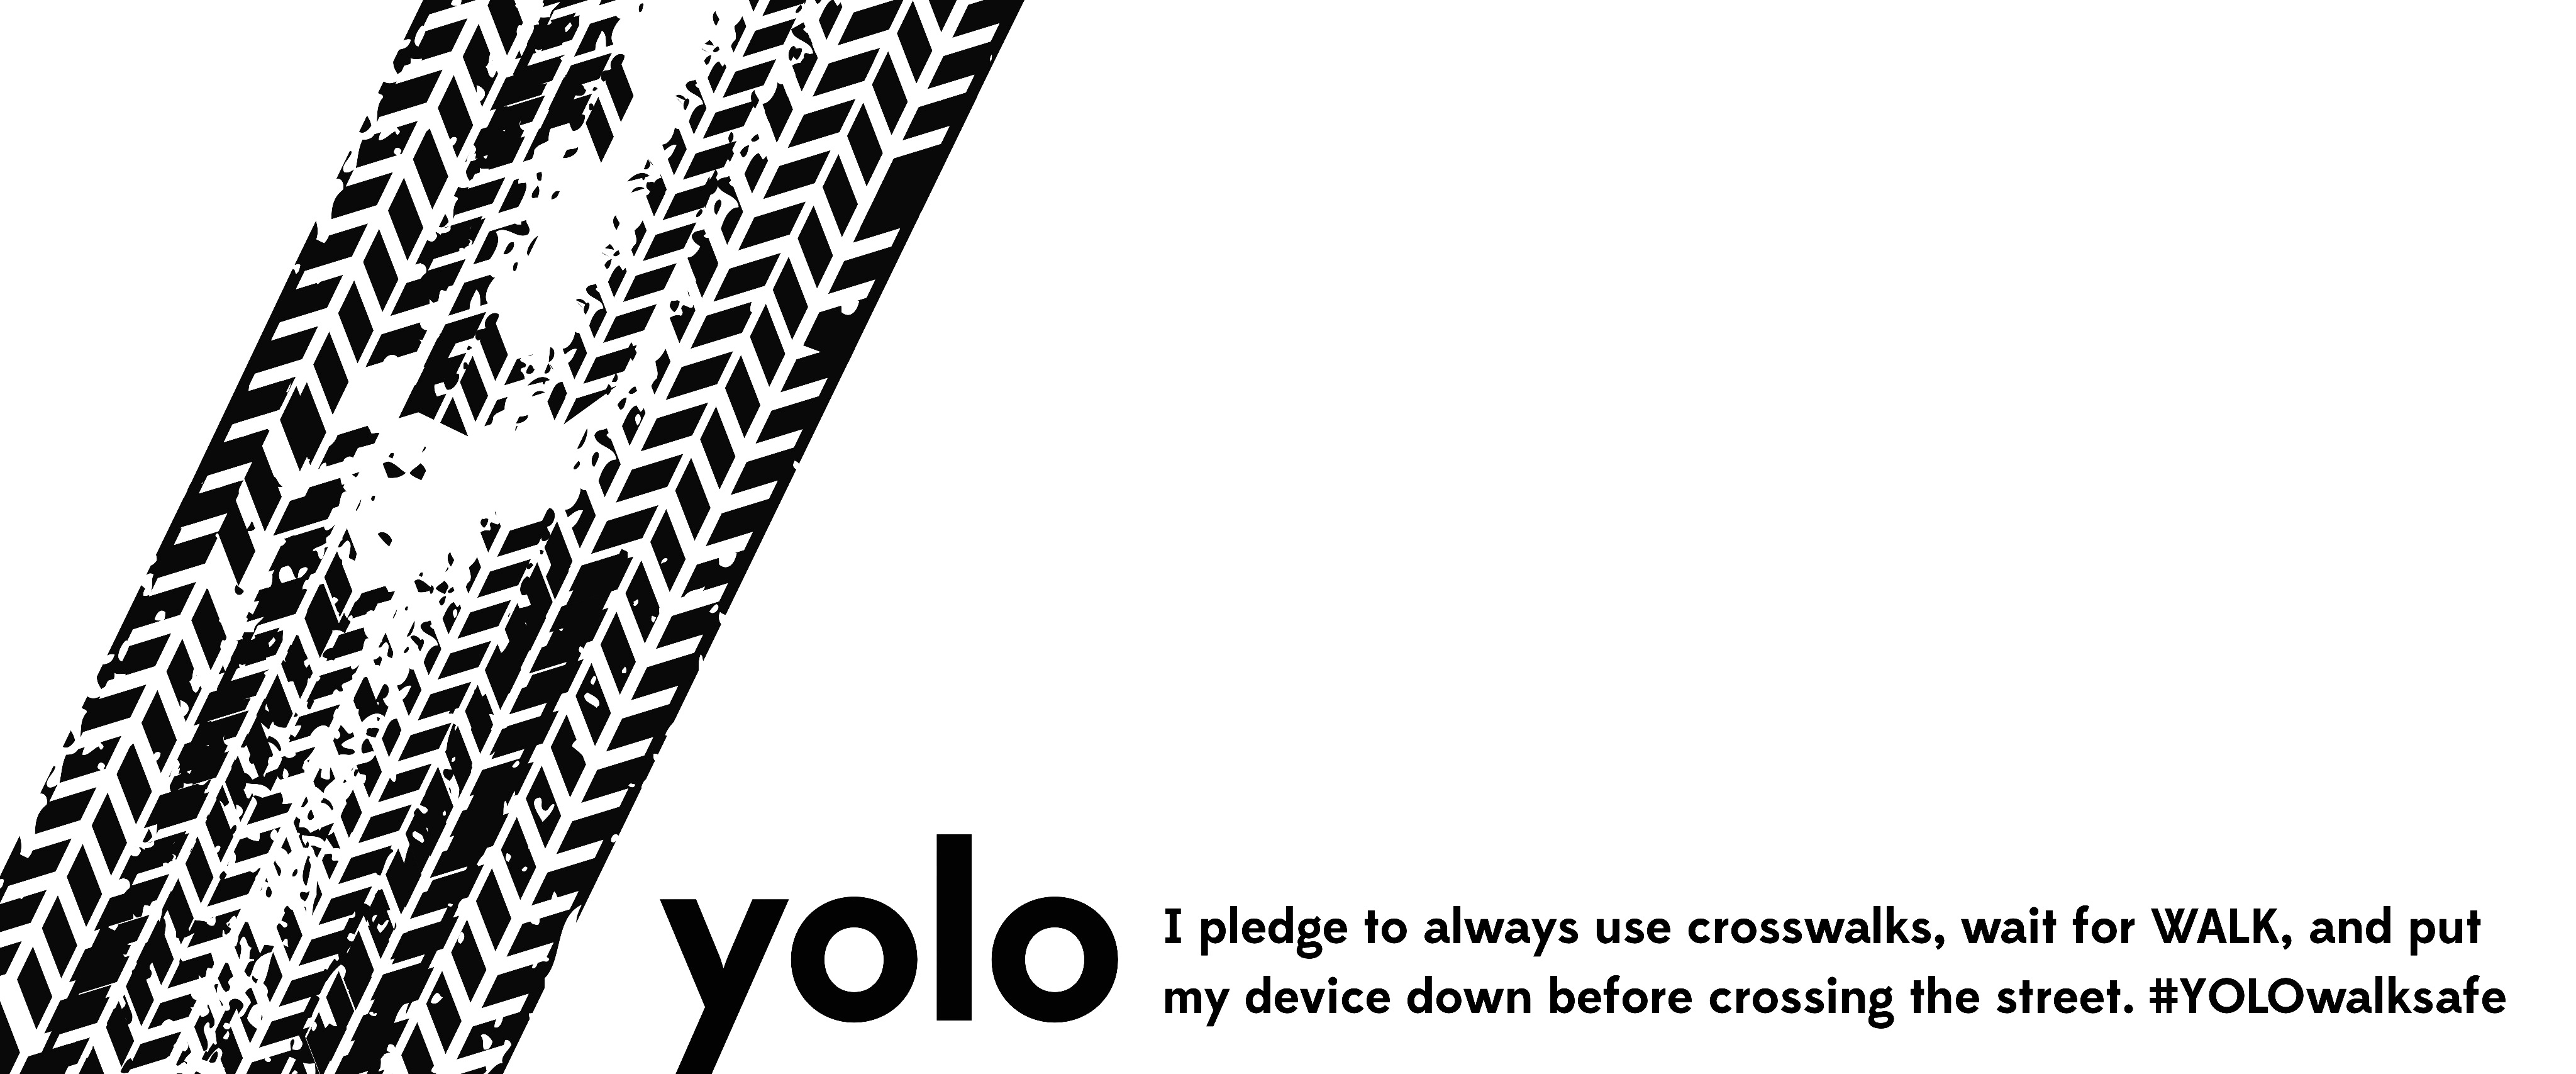 yolo
I pledge to always use crosswalks, wait for WALK, and put
my device down before crossing the street. #YOLOwalksafe